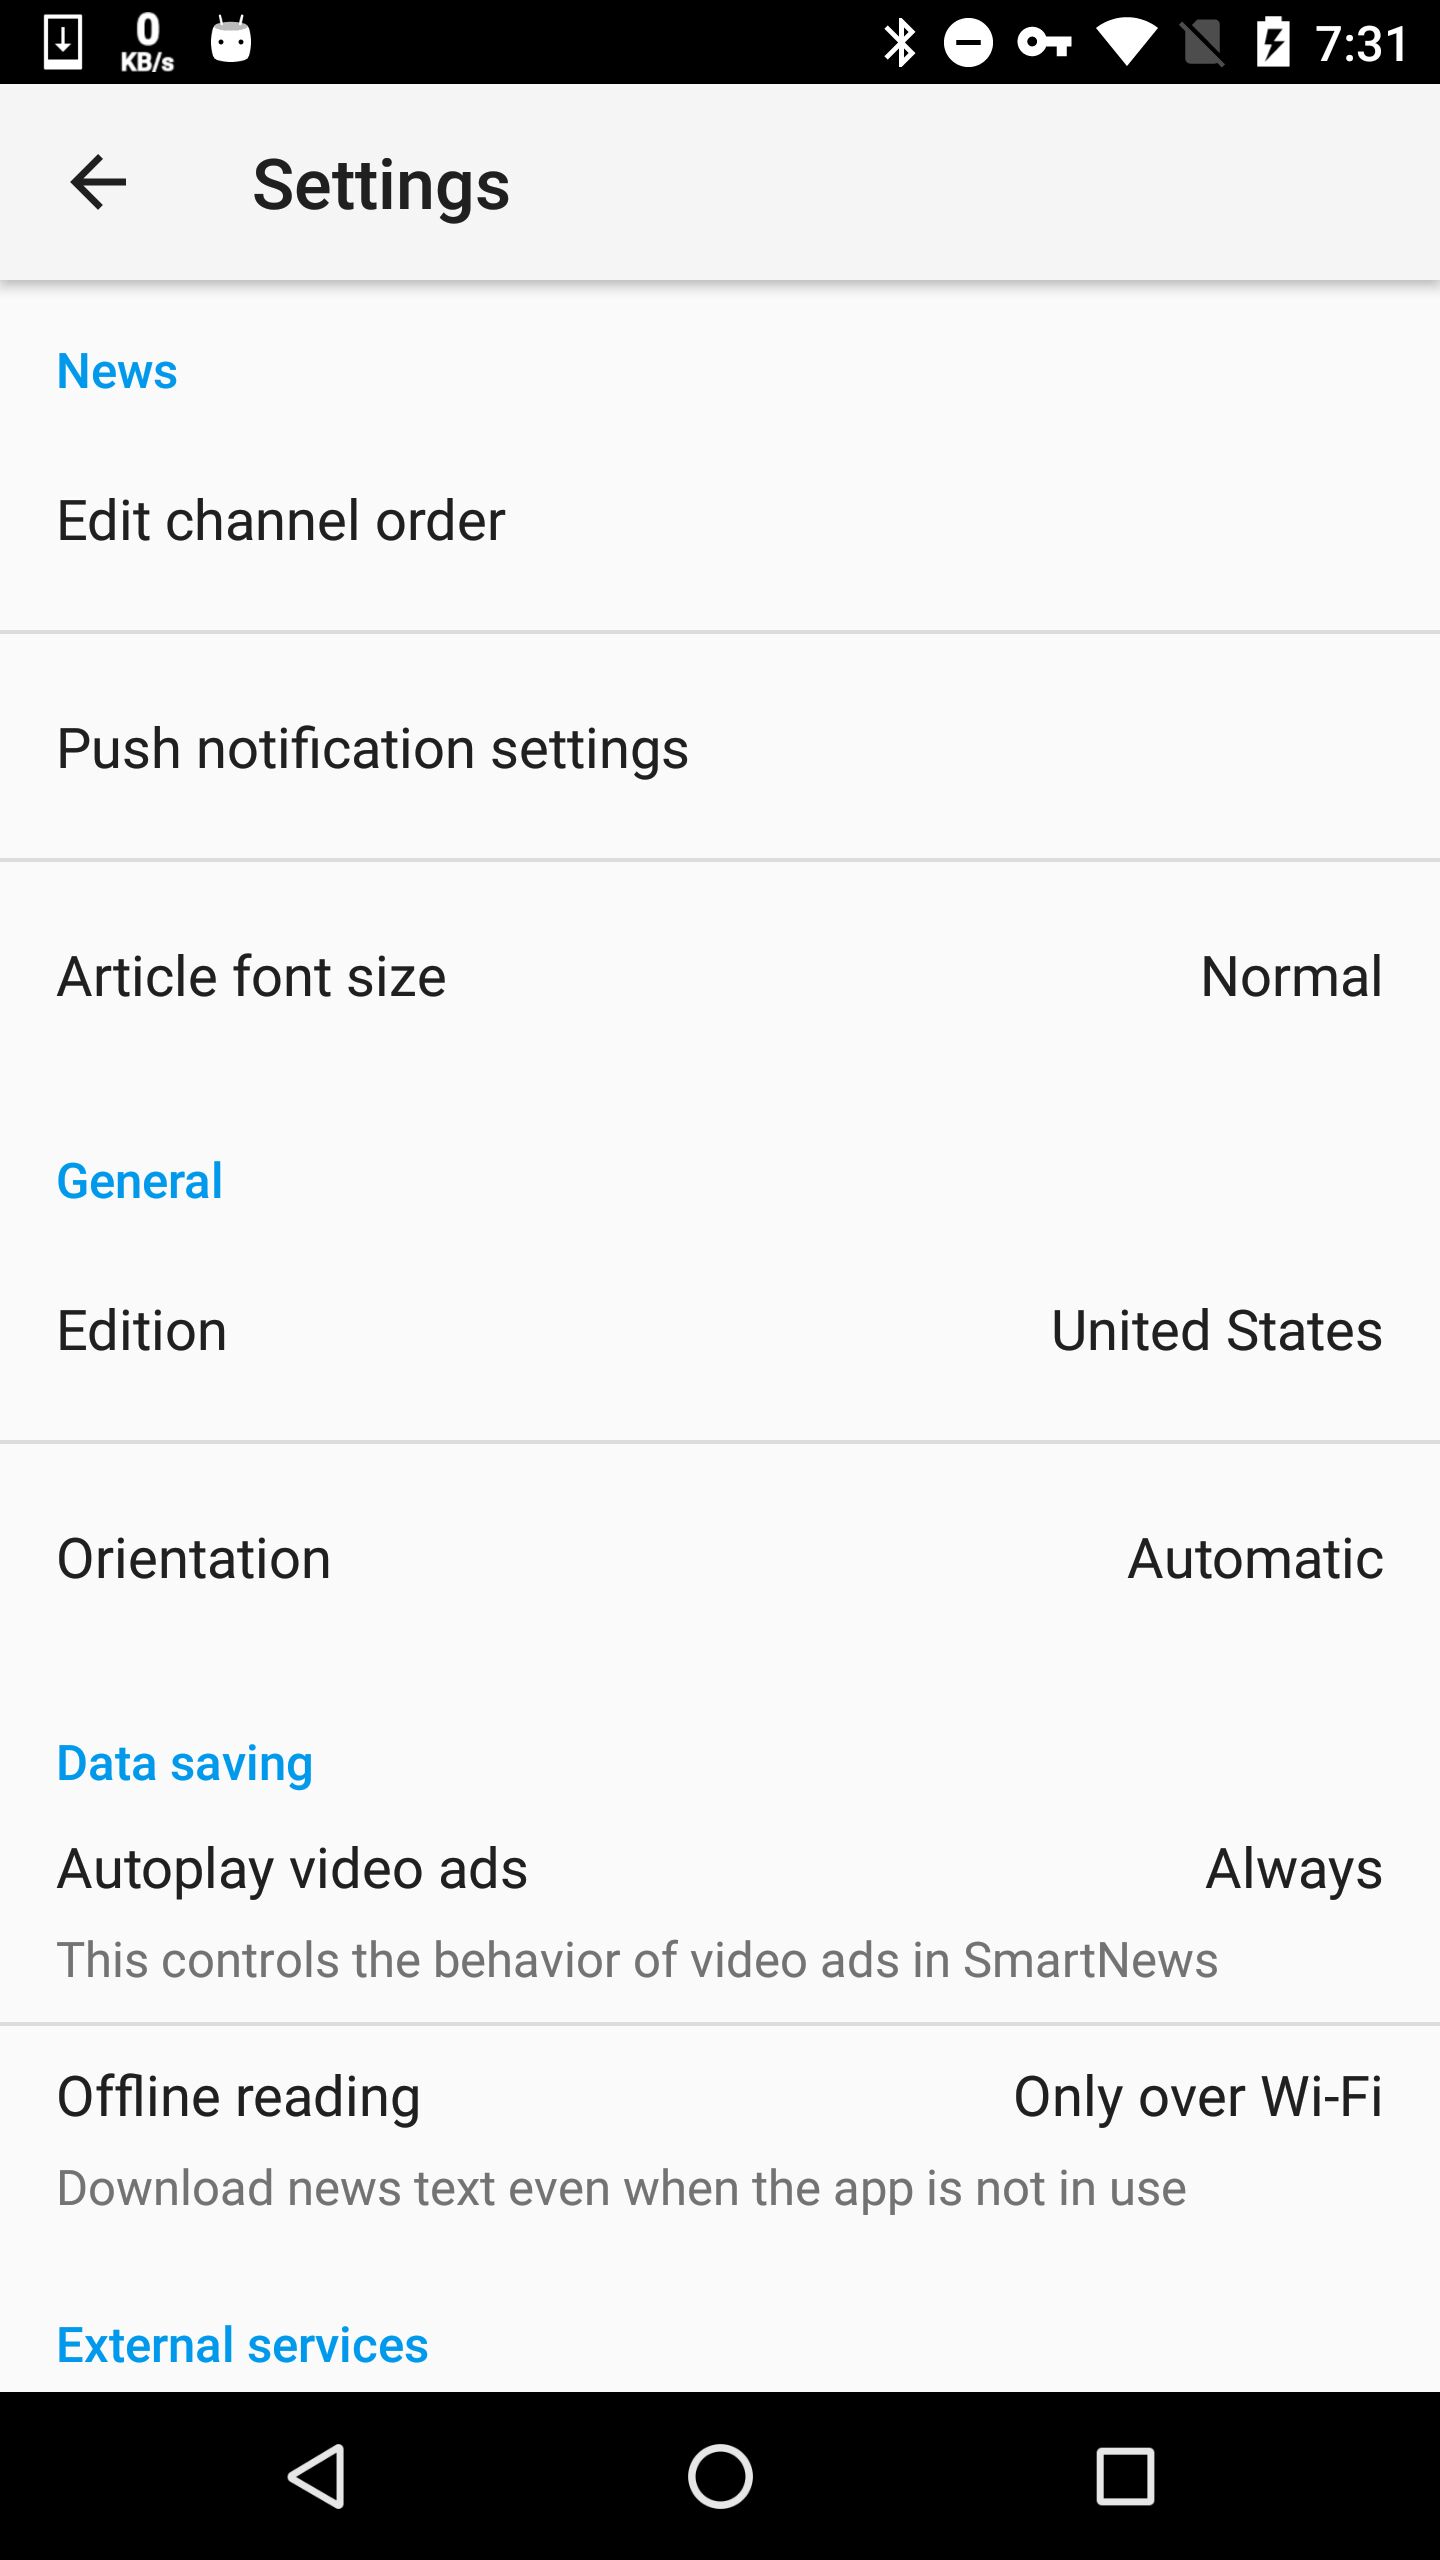 0
KB/s
7:31
Settings
News
Edit channel order
Push notification settings
Article font size Normal
General
Edition United States
Orientation Automatic
Data saving
Autoplay video ads Always
This controls the behavior of video ads in SmartNews
Offline reading Only over Wi-Fi
Download news text even when the app is not in use
External services